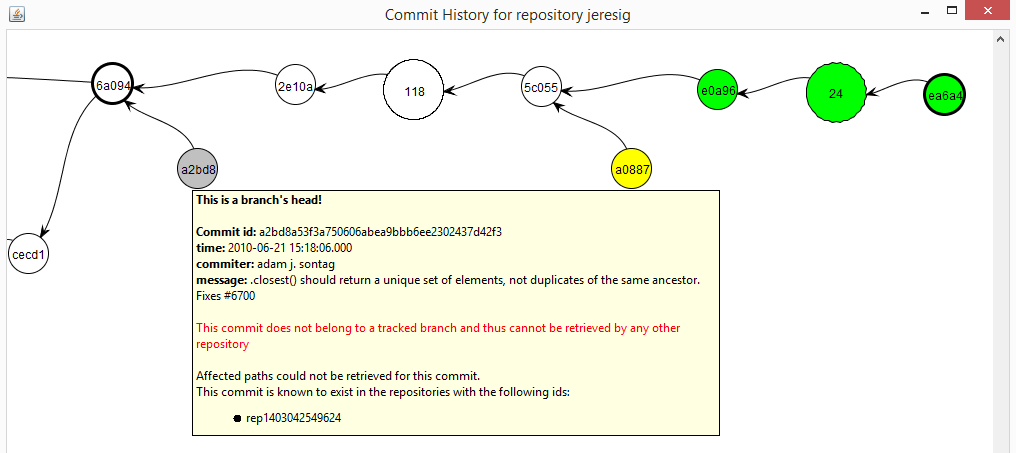 Commit History for repository jeresig
6a094
2e10a
118
5c055
e0a96
24
ea6a4
a2bd8
a0887
cecd1
This is a branch's head!
Commit id: a2bd8a53f3a750606abea9bbb6ee2302437d42f3
time: 2010-06-21 15:18:06.000
commiter: adam j. sontag
message: .closest() should return a unique set of elements, not duplicates of the same ancestor.
Fixes #6700
This commit does not belong to a tracked branch and thus cannot be retrieved by any other
repository
Affected paths could not be retrieved for this commit.
This commit is known to exist in the repositories with the following ids:
rep1403042549624